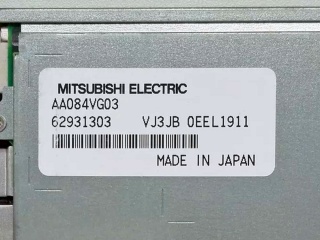 MITSUBISHI ELECTRIC
AA084VG03
62931303 VJ3JB 0EEL1911
MADE IN JAPAN